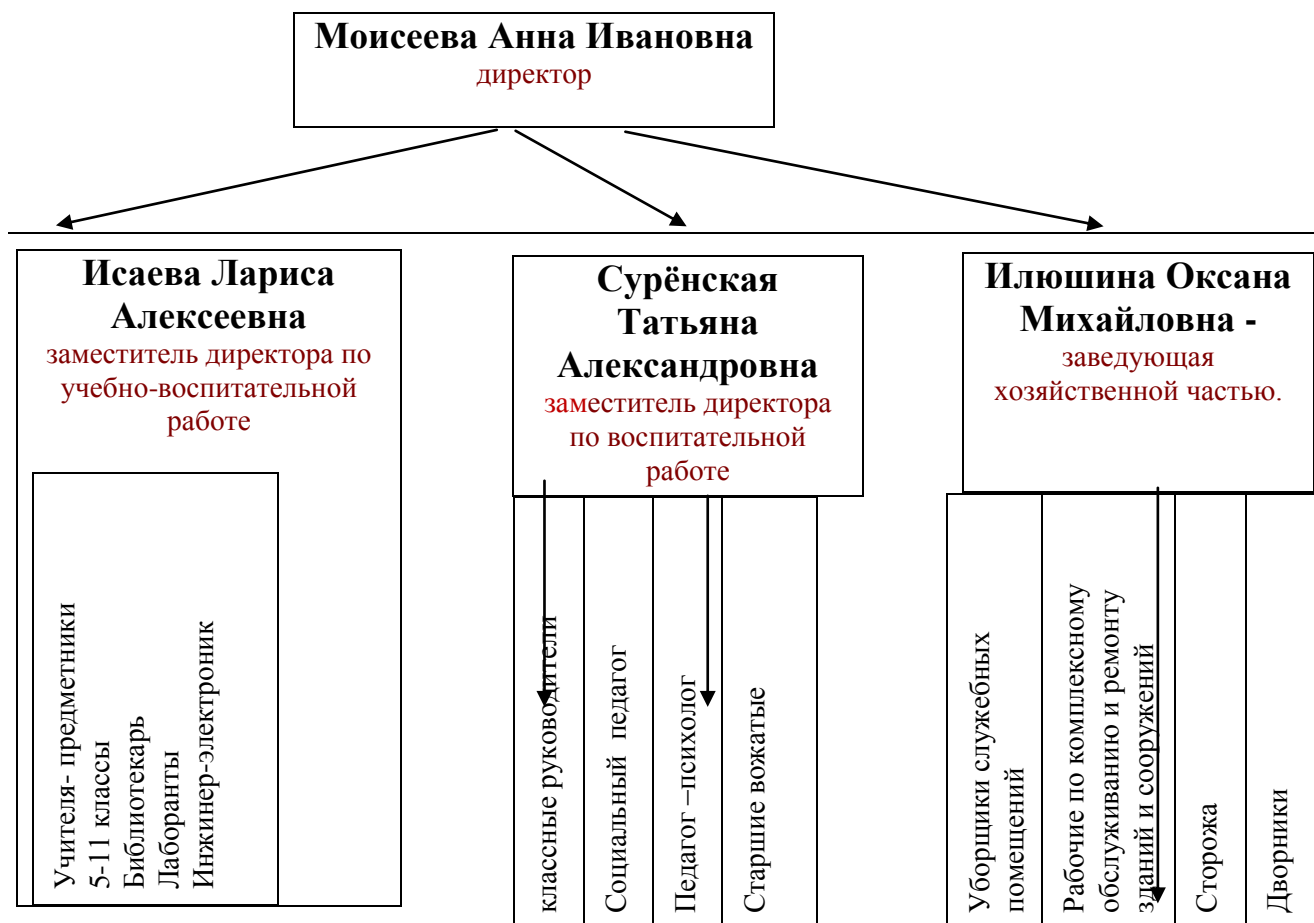 Моисеева Анна Ивановна
директор
Исаева Лариса
Алексеевна
заместитель директора по
учебно-воспитательной
работе
Учителя- предметники
5-11 классы
Библиотекарь
Лаборанты
Инжинер-электроник
Сурёнская
Татьяна
Александровна
заместитель директора
по воспитательной
работе
классные руководители
Социальный педагог
Педагог –психолог
Старшие вожатые
Илюшина Оксана
Михайловна -
заведующая
хозяйственной частью.
Уборщики служебных
помещений
Рабочие по комплексному
обслуживанию и ремонту
зданий и сооружений
Сторожа
Дворники